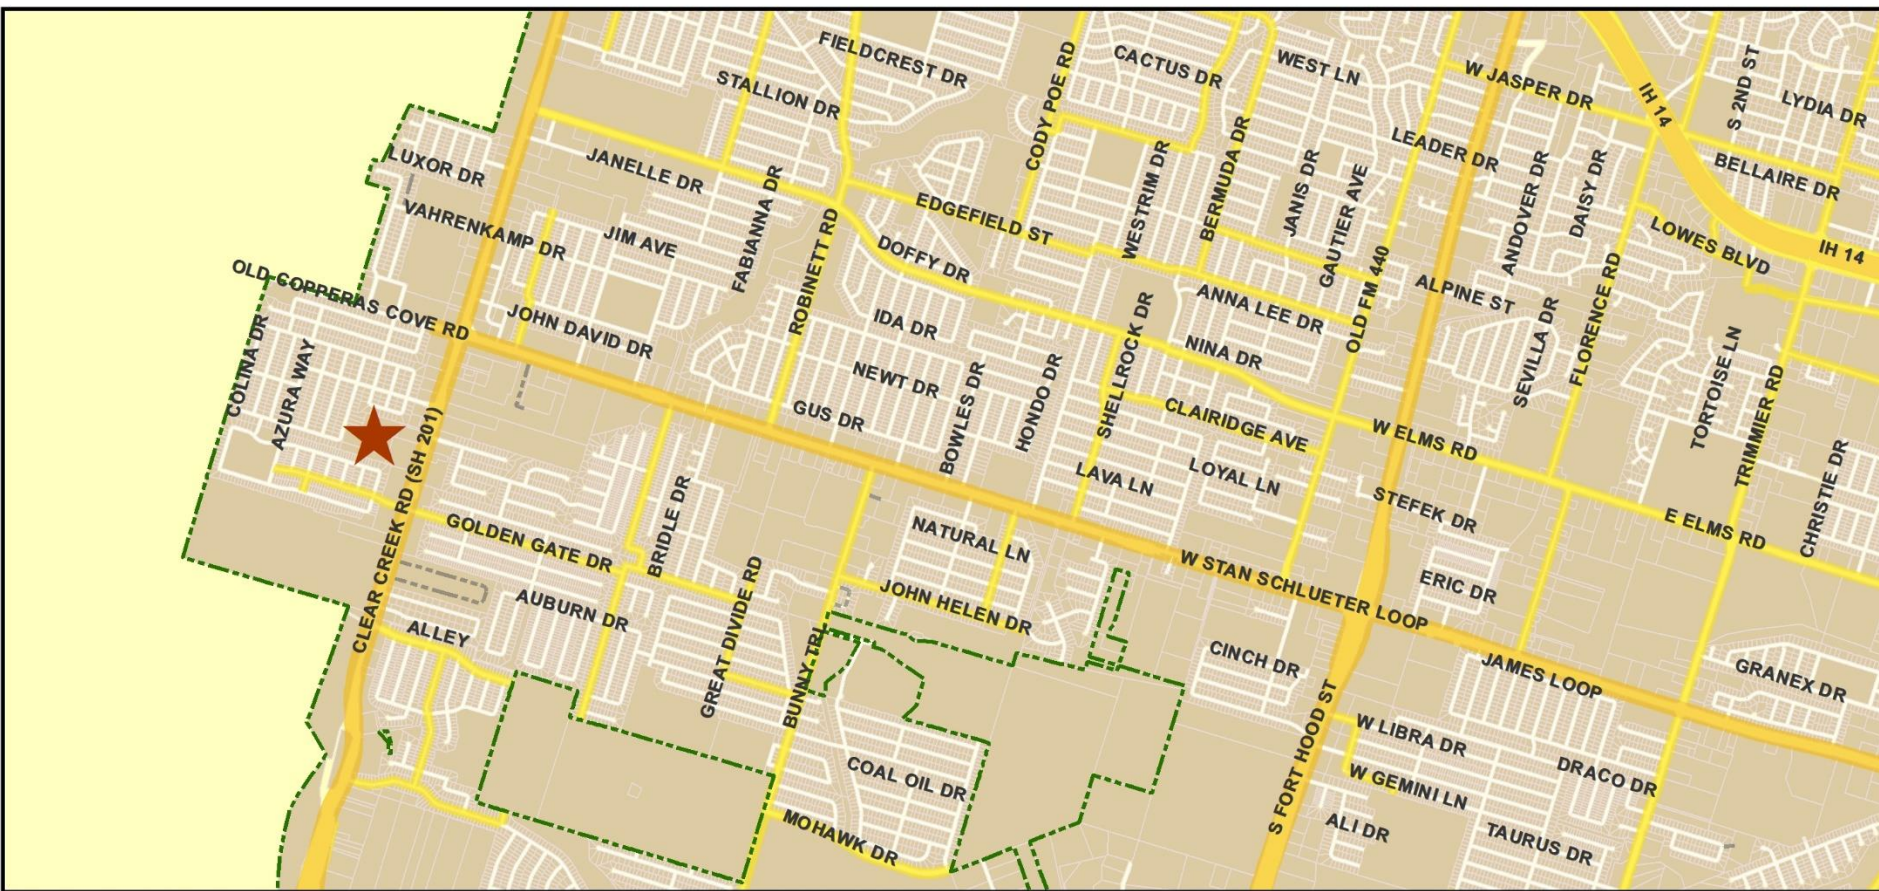 FIELDCREST DR
CACTUS DR
WEST LN
W JASPER DR
IH 14
S 2ND ST
LYDIA DR
STALLION DR
CODY POE RD
LUXOR DR
JANELLE DR
LEADER DR
BELLAIRE DR
VAHRENKAMP DR
JIM AVE
FABIANNA DR
EDGEFIELD ST
WESTRIM DR
BERMUDA DR
JANIS DR
GAUTIER AVE
ANDOVER DR
DAISY DR
LOWES BLVD
IH 14
ROBINETT RD
DOFFY DR
OLD COPPERAS COVE RD
JOHN DAVID DR
IDA DR
SHELLROCK DR
ANNA LEE DR
OLD FM 440
ALPINE ST
FLORENCE RD
SEVILLA DR
COLINA DR
AZURA WAY
NEWT DR
NINA DR
TORTOISE LN
TRIMMIER RD
GUS DR
BOWLES DR
HONDO DR
CLAIRIDGE AVE
W ELMS RD
CLEAR CREEK RD (SH 201)
BRIDLE DR
LAVA LN
LOYAL LN
STEFEK DR
E ELMS RD
CHRISTIE DR
GOLDEN GATE DR
NATURAL LN
W STAN SCHLUETER LOOP
AUBURN DR
GREAT DIVIDE RD
JOHN HELEN DR
ERIC DR
ALLEY
BUNNY TRL
CINCH DR
JAMES LOOP
GRANEX DR
S FORT HOOD ST
W LIBRA DR
COAL OIL DR
W GEMINI LN
DRACO DR
MOHAWK DR
ALI DR
TAURUS DR